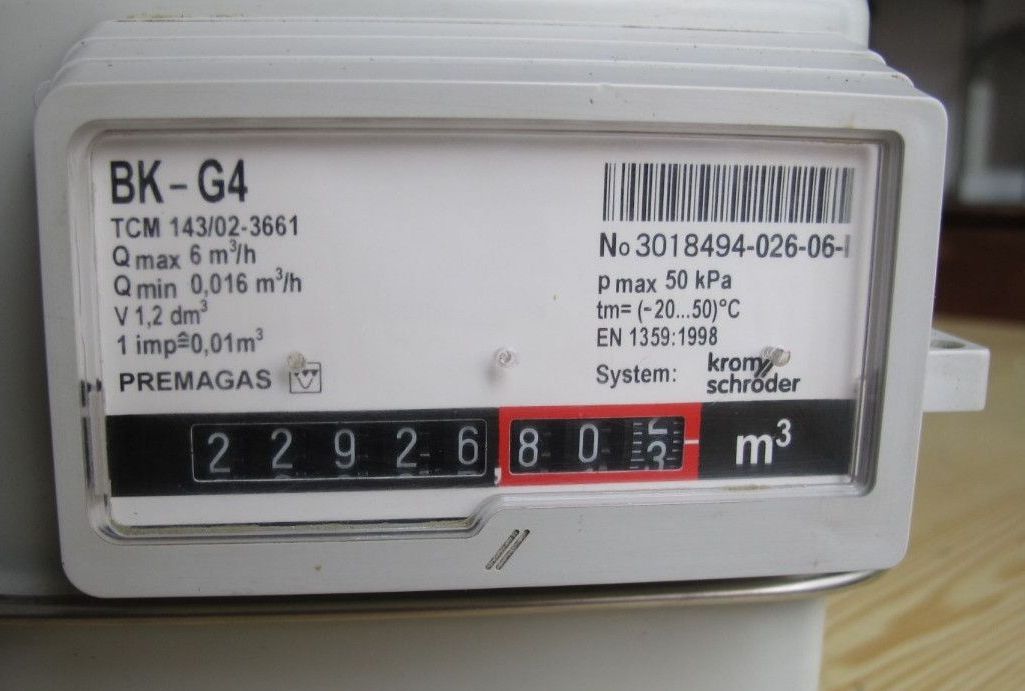 BK - G4
TCM 143/02-3661
Q max 6 m³/h
Q min 0,016 m³/h
V 1,2 dm³
1 imp≙0,01m³
PREMAGAS
No 3018494-026-06-
p max 50 kPa
tm= (-20...50)°C
EN 1359:1998
System: krom//
schroder
22926,80 m³